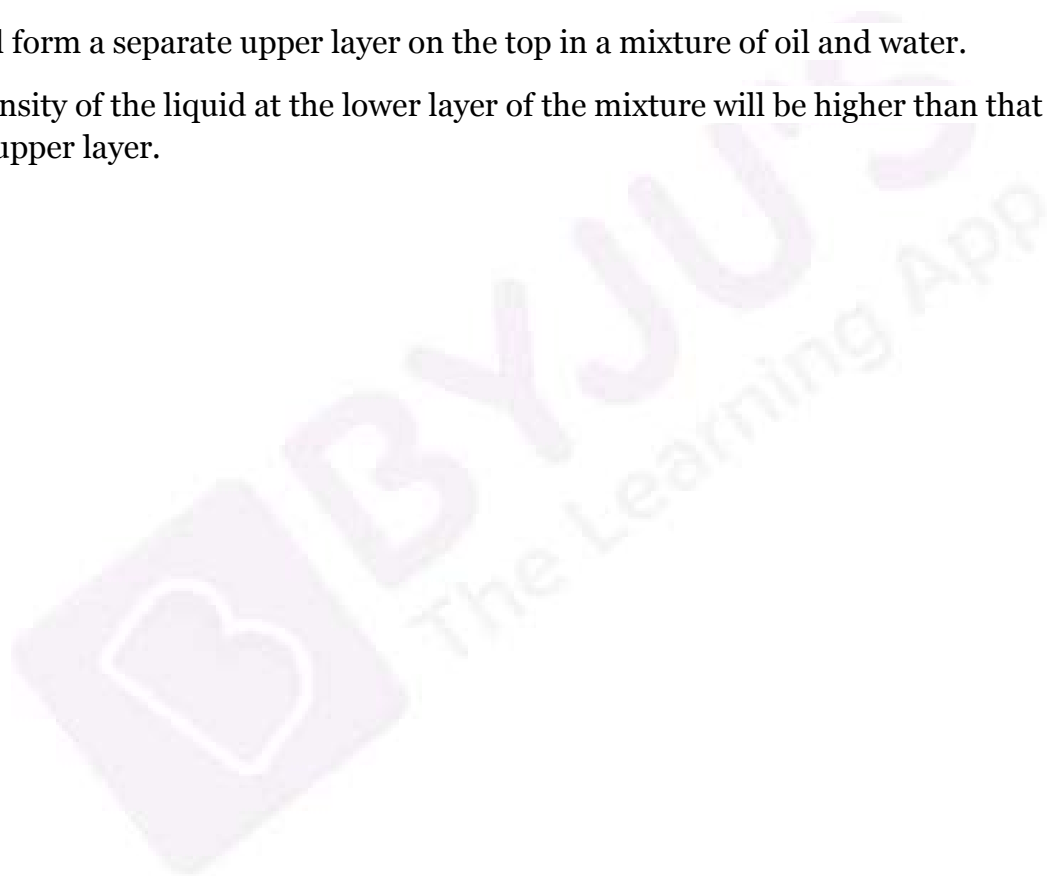 l form a separate upper layer on the top in a mixture of oil and water.
nsity of the liquid at the lower layer of the mixture will be higher than that
upper layer.
BYJU'S
The Learning App